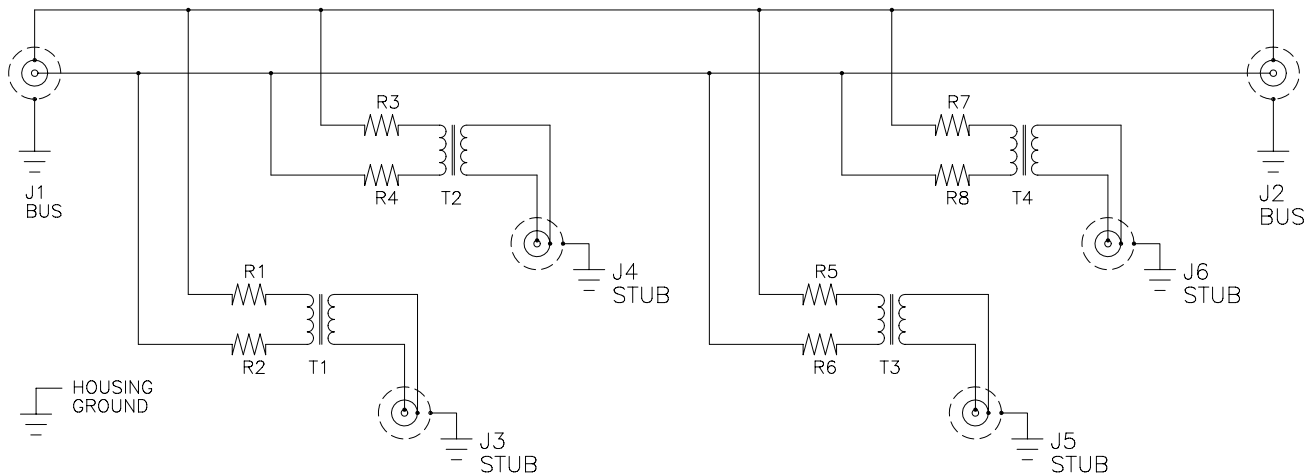 R3
R7
R4
T2
R8
T4
J1
BUS
J2
BUS
R1
J4
STUB
R5
J6
STUB
R2
T1
R6
T3
HOUSING
GROUND
J3
STUB
J5
STUB